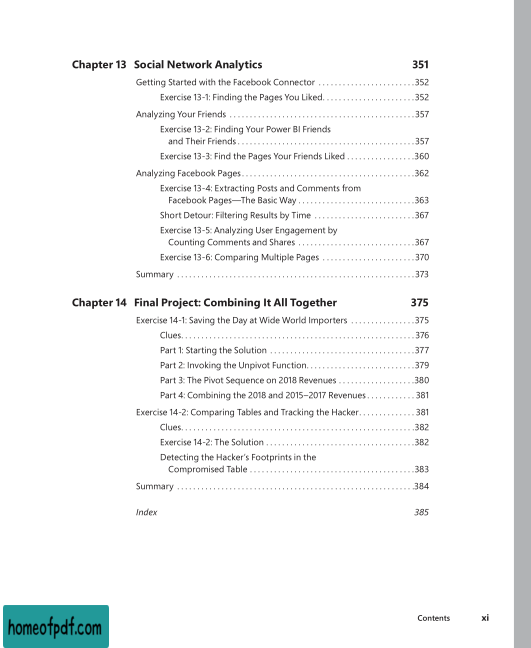 Chapter 13 Social Network Analytics 351
Getting Started with the Facebook Connector . . . . . . . . . . . . . . . . . . . . . . . .352
Exercise 13-1: Finding the Pages You Liked. . . . . . . . . . . . . . . . . . . . . . .352
Analyzing Your Friends . . . . . . . . . . . . . . . . . . . . . . . . . . . . . . . . . . . . . . . . . . . . . .357
Exercise 13-2: Finding Your Power BI Friends
and Their Friends . . . . . . . . . . . . . . . . . . . . . . . . . . . . . . . . . . . . . . . . . . . .357
Exercise 13-3: Find the Pages Your Friends Liked . . . . . . . . . . . . . . . . .360
Analyzing Facebook Pages. . . . . . . . . . . . . . . . . . . . . . . . . . . . . . . . . . . . . . . . . . .362
Exercise 13-4: Extracting Posts and Comments from
Facebook Pages—The Basic Way . . . . . . . . . . . . . . . . . . . . . . . . . . . . .363
Short Detour: Filtering Results by Time . . . . . . . . . . . . . . . . . . . . . . . . .367
Exercise 13-5: Analyzing User Engagement by
Counting Comments and Shares . . . . . . . . . . . . . . . . . . . . . . . . . . . . .367
Exercise 13-6: Comparing Multiple Pages . . . . . . . . . . . . . . . . . . . . . . .370
Summary . . . . . . . . . . . . . . . . . . . . . . . . . . . . . . . . . . . . . . . . . . . . . . . . . . . . . . . . . . .373
Chapter 14 Final Project: Combining It All Together 375
Exercise 14-1: Saving the Day at Wide World Importers . . . . . . . . . . . . . . . .375
Clues. . . . . . . . . . . . . . . . . . . . . . . . . . . . . . . . . . . . . . . . . . . . . . . . . . . . . . . . . .376
Part 1: Starting the Solution . . . . . . . . . . . . . . . . . . . . . . . . . . . . . . . . . . . .377
Part 2: Invoking the Unpivot Function. . . . . . . . . . . . . . . . . . . . . . . . . . .379
Part 3: The Pivot Sequence on 2018 Revenues . . . . . . . . . . . . . . . . . . .380
Part 4: Combining the 2018 and 2015–2017 Revenues . . . . . . . . . . . .381
Exercise 14-2: Comparing Tables and Tracking the Hacker. . . . . . . . . . . . . .381
Clues. . . . . . . . . . . . . . . . . . . . . . . . . . . . . . . . . . . . . . . . . . . . . . . . . . . . . . . . . .382
Exercise 14-2: The Solution . . . . . . . . . . . . . . . . . . . . . . . . . . . . . . . . . . . . .382
Detecting the Hacker's Footprints in the
Compromised Table . . . . . . . . . . . . . . . . . . . . . . . . . . . . . . . . . . . . . . . . .383
Summary . . . . . . . . . . . . . . . . . . . . . . . . . . . . . . . . . . . . . . . . . . . . . . . . . . . . . . . . . . .384
Index 385
Contents xi
homeofpdf.com